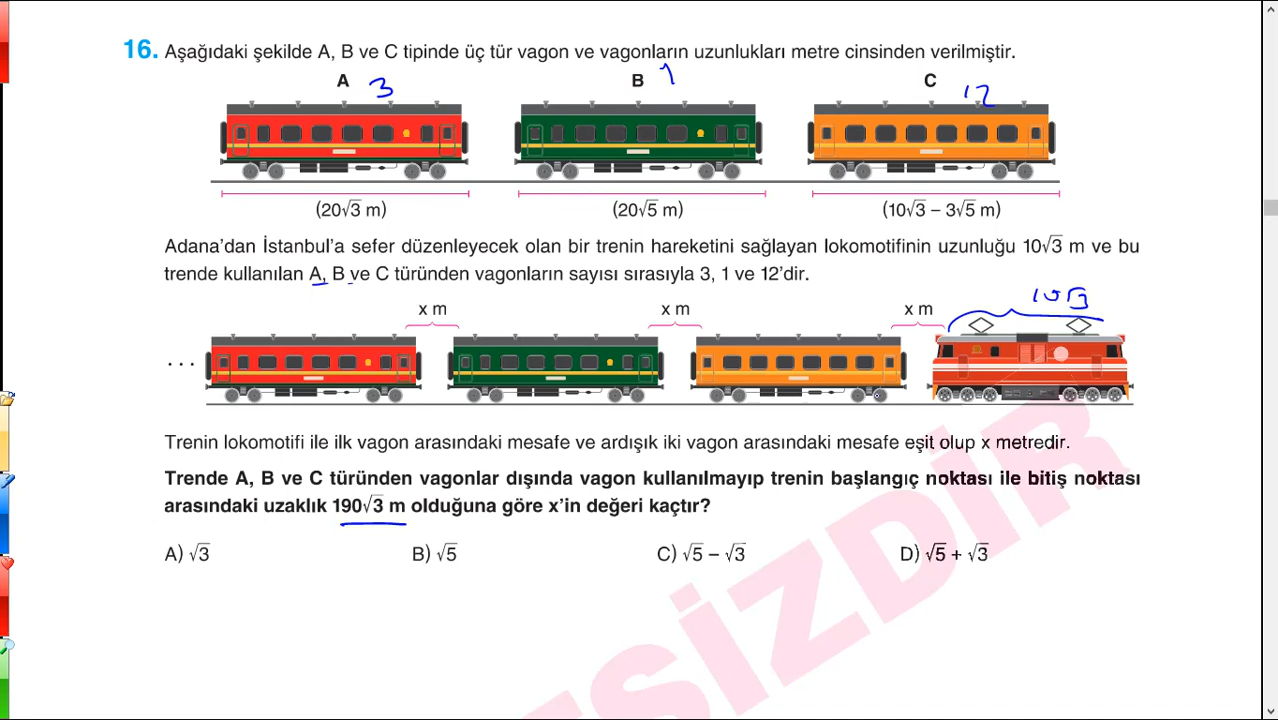 16. Aşağıdaki şekilde A, B ve C tipinde üç tür vagon ve vagonların uzunlukları metre cinsinden verilmiştir.
A 3 B 1 C 12
(20√3 m) (20√5 m) (10√3 – 3√5 m)
Adana’dan İstanbul’a sefer düzenleyecek olan bir trenin hareketini sağlayan lokomotifinin uzunluğu 10√3 m ve bu
trende kullanılan A, B ve C türünden vagonların sayısı sırasıyla 3, 1 ve 12’dir.
10√3
x m x m x m
. . .
Trenin lokomotifi ile ilk vagon arasındaki mesafe ve ardışık iki vagon arasındaki mesafe eşit olup x metredir.
Trende A, B ve C türünden vagonlar dışında vagon kullanılmayıp trenin başlangıç noktası ile bitiş noktası
arasındaki uzaklık 190√3 m olduğuna göre x’in değeri kaçtır?
A) √3 B) √5 C) √5 – √3 D) √5 + √3
SİZDİR